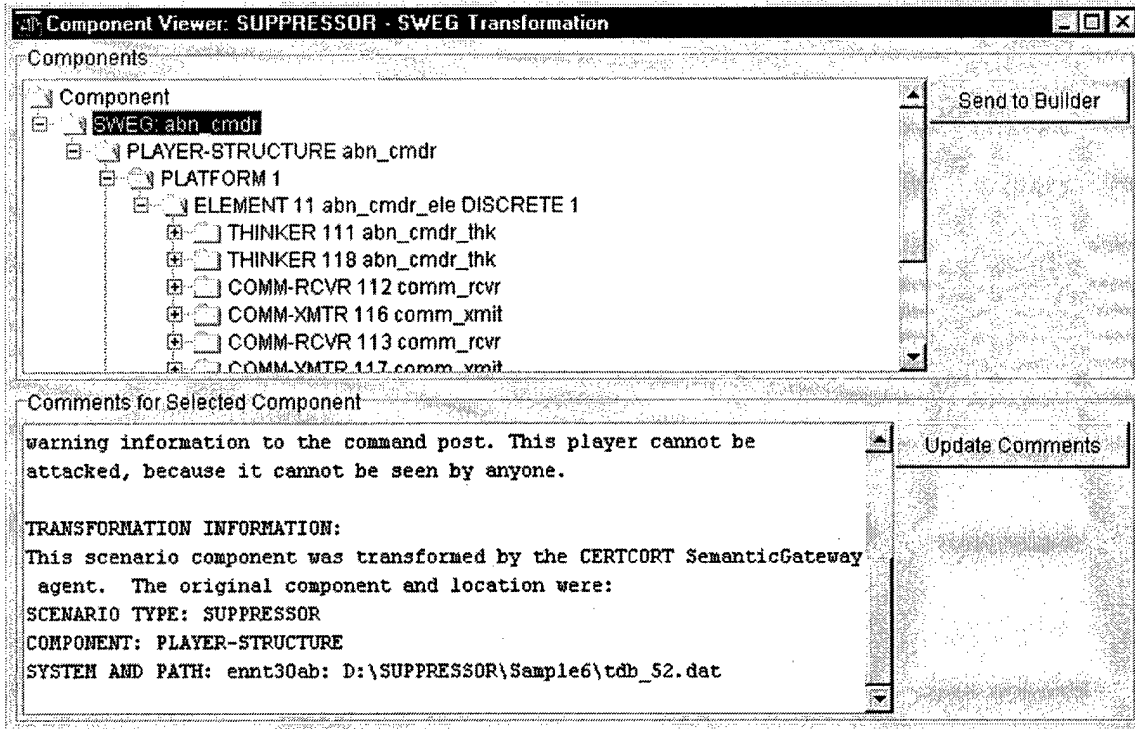 Component Viewer: SUPPRESSOR - SWEG Transformation
Components
Component
SWEG: abn_cmdr
PLAYER-STRUCTURE abn_cmdr
PLATFORM 1
ELEMENT 11 abn_cmdr_ele DISCRETE 1
THINKER 111 abn_cmdr_thk
THINKER 118 abn_cmdr_thk
COMM-RCVR 112 comm_rcvr
COMM-XMTR 116 comm_xmit
COMM-RCVR 113 comm_rcvr
COMM-XMTR 117 comm_xmit
Send to Builder
Comments for Selected Component
warning information to the command post. This player cannot be
attacked, because it cannot be seen by anyone.
TRANSFORMATION INFORMATION:
This scenario component was transformed by the CERTCORT SemanticGateway
agent. The original component and location were:
SCENARIO TYPE: SUPPRESSOR
COMPONENT: PLAYER-STRUCTURE
SYSTEM AND PATH: ennt30ab: D:\SUPPRESSOR\Sample6\tdb_52.dat
Update Comments